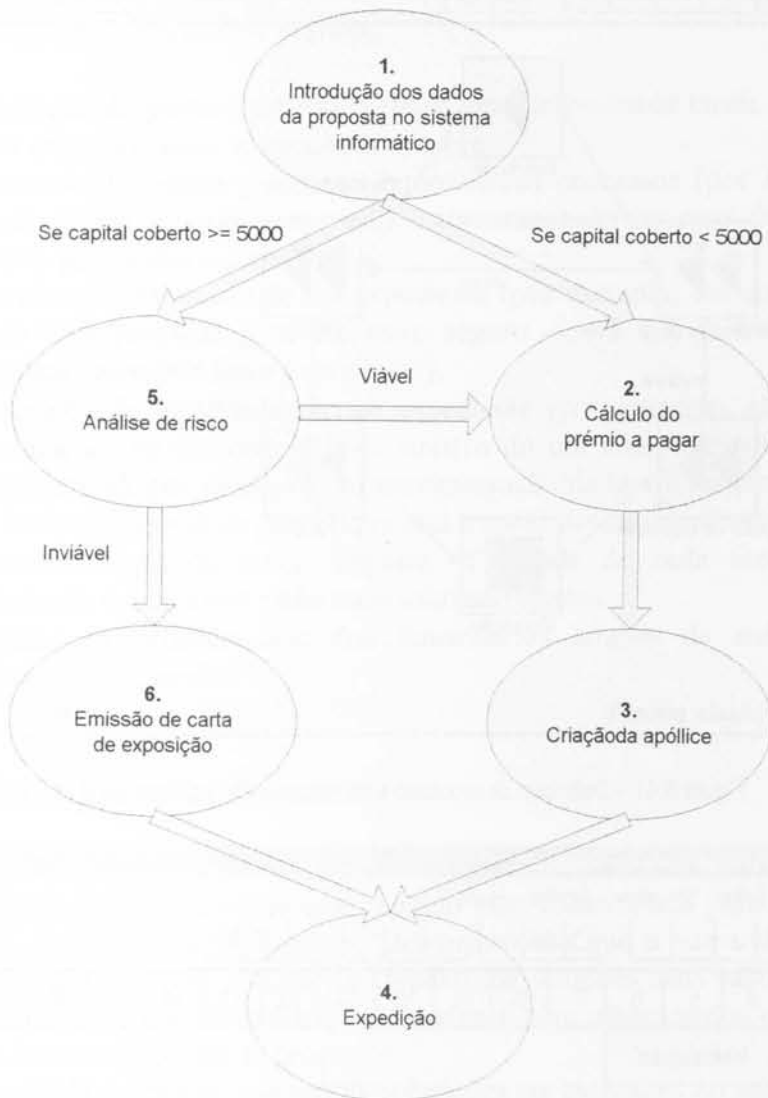 1.
Introdução dos dados
da proposta no sistema
informático
Se capital coberto >= 5000
Se capital coberto < 5000
5.
Análise de risco
Viável
2.
Cálculo do
prémio a pagar
Inviável
6.
Emissão de carta
de exposição
3.
Criaçãoda apóllice
4.
Expedição